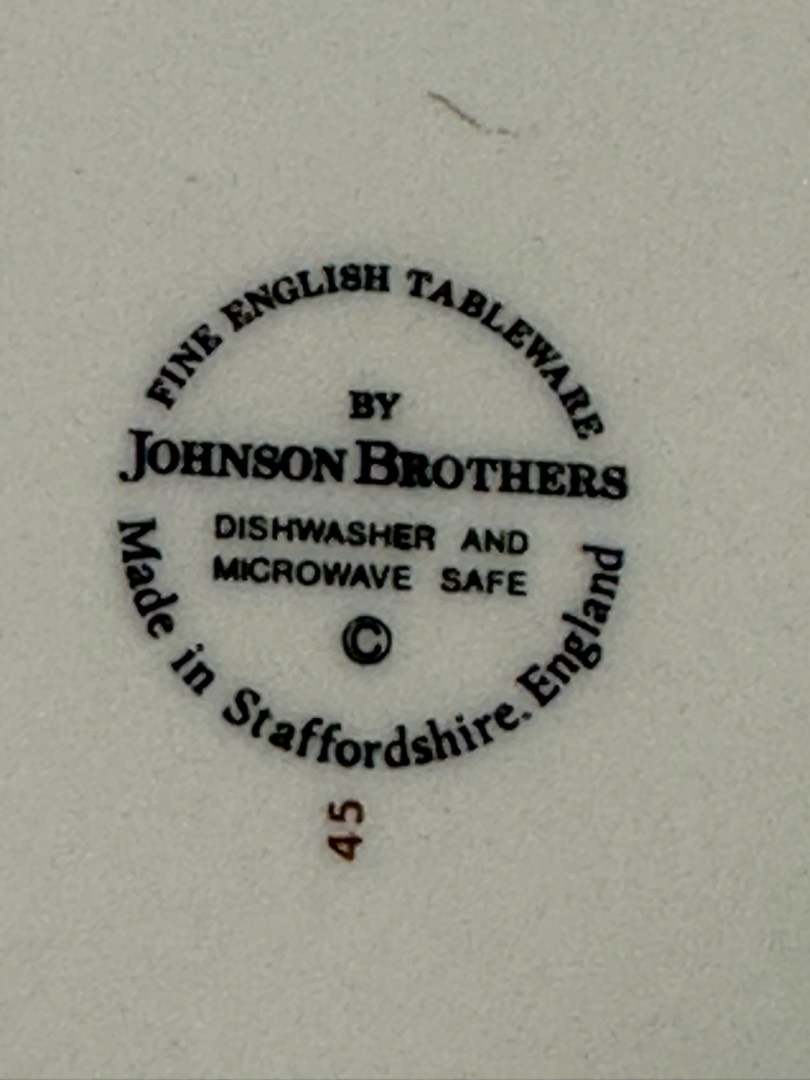 FINE ENGLISH TABLEWARE
BY
JOHNSON BROTHERS
DISHWASHER AND
MICROWAVE SAFE
©
Made in Staffordshire. England
45